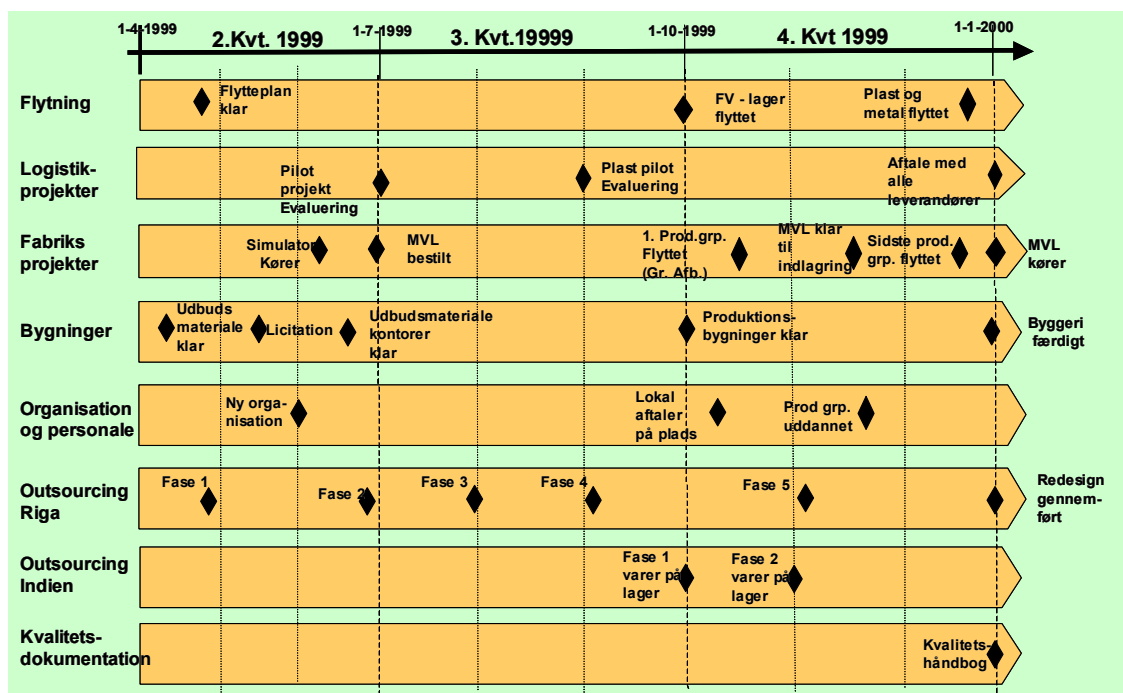 1-4-1999
2.Kvt. 1999
1-7-1999
3. Kvt.19999
1-10-1999
4. Kvt 1999
1-1-2000
Flytning
Flytteplan
klar
FV - lager
flyttet
Plast og
metal flyttet
Logistik-
projekter
Pilot
projekt
Evaluering
Plast pilot
Evaluering
Aftale med
alle
leverandører
Fabriks
projekter
Simulator
Kører
MVL
bestilt
1. Prod.grp.
Flyttet
(Gr. Afb.)
MVL klar
til
indlagring
Sidste prod.
grp. flyttet
MVL
kører
Bygninger
Udbuds
materiale
klar
Licitation
Udbudsmateriale
kontorer
klar
Produktions-
bygninger klar
Byggeri
færdigt
Organisation
og personale
Ny orga-
nisation
Lokal
aftaler
på plads
Prod grp.
uddannet
Outsourcing
Riga
Fase 1
Fase 2
Fase 3
Fase 4
Fase 5
Redesign
gennem-
ført
Outsourcing
Indien
Fase 1
varer på
lager
Fase 2
varer på
lager
Kvalitets-
dokumentation
Kvalitets-
håndbog